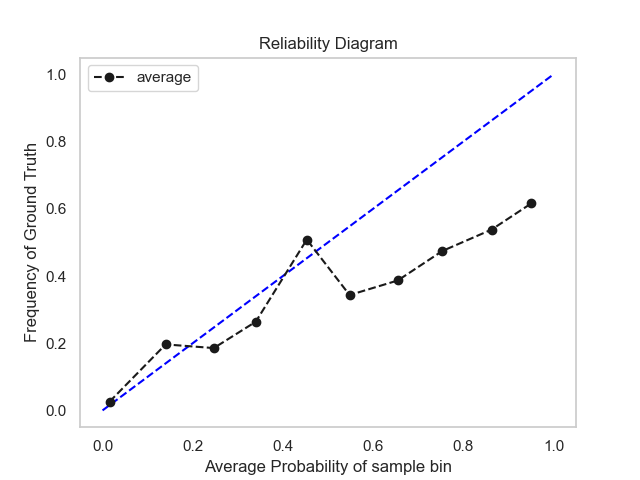 Reliability Diagram
average
Frequency of Ground Truth
1.0
0.8
0.6
0.4
0.2
0.0
0.0 0.2 0.4 0.6 0.8 1.0
Average Probability of sample bin